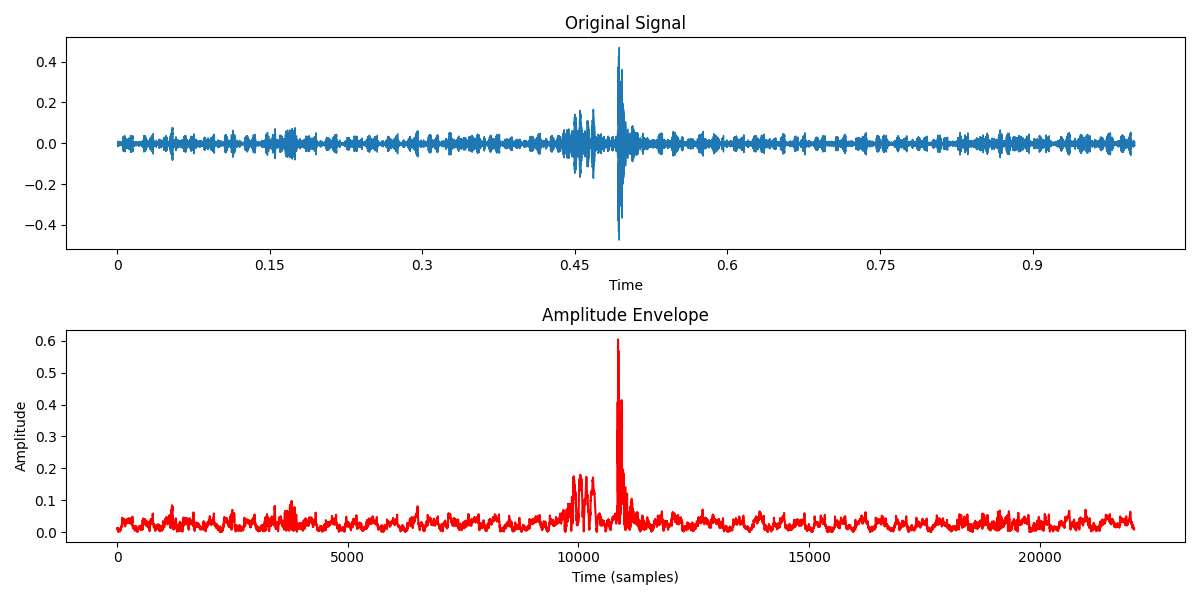 Original Signal
0.4
0.2
0.0
−0.2
−0.4
0 0.15 0.3 0.45 0.6 0.75 0.9
Time
Amplitude Envelope
0.6
0.5
0.4
0.3
0.2
0.1
0.0
Amplitude
0 5000 10000 15000 20000
Time (samples)